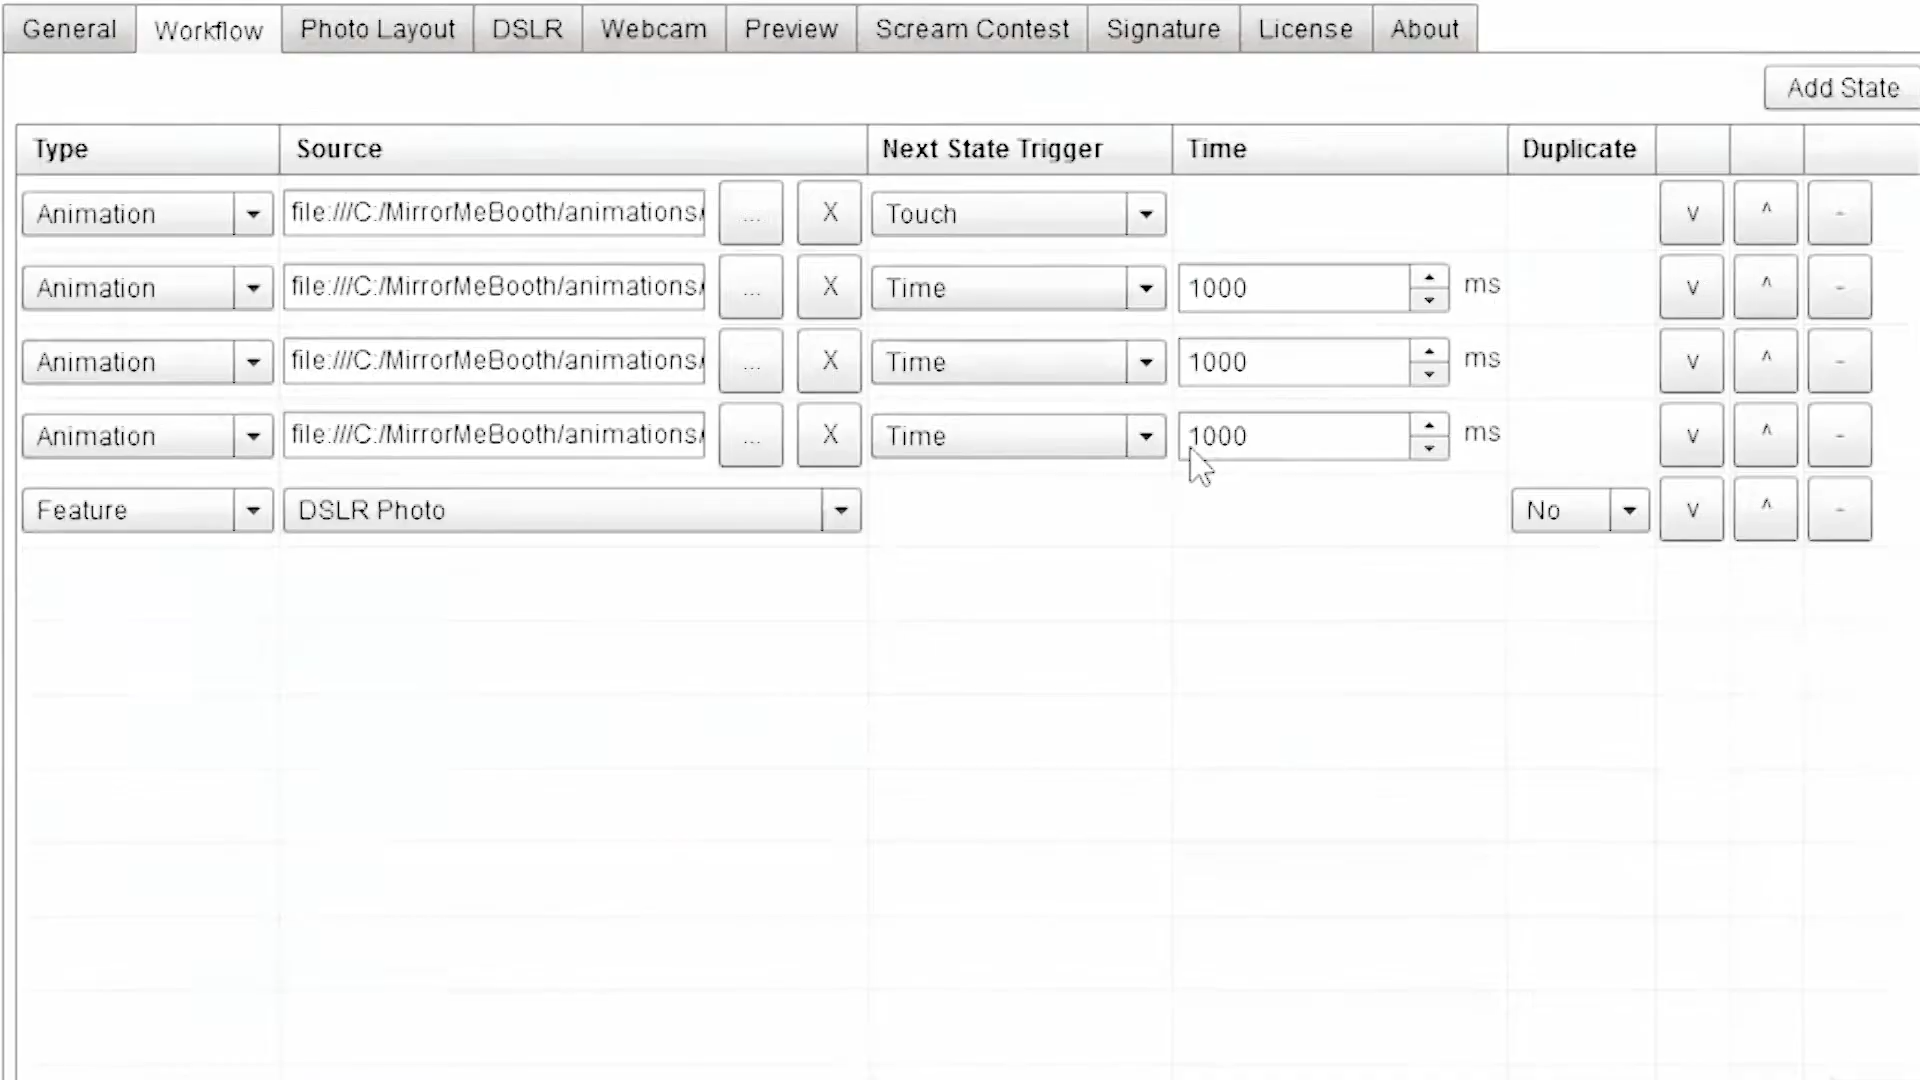 General Workflow Photo Layout DSLR Webcam Preview Scream Contest Signature License About
Add State
Type Source Next State Trigger Time Duplicate
Animation file:///C:/MirrorMeBooth/animations/ ... X Touch v ^ -
Animation file:///C:/MirrorMeBooth/animations/ ... X Time 1000 ms v ^ -
Animation file:///C:/MirrorMeBooth/animations/ ... X Time 1000 ms v ^ -
Animation file:///C:/MirrorMeBooth/animations/ ... X Time 1000 ms v ^ -
Feature DSLR Photo No v ^ -